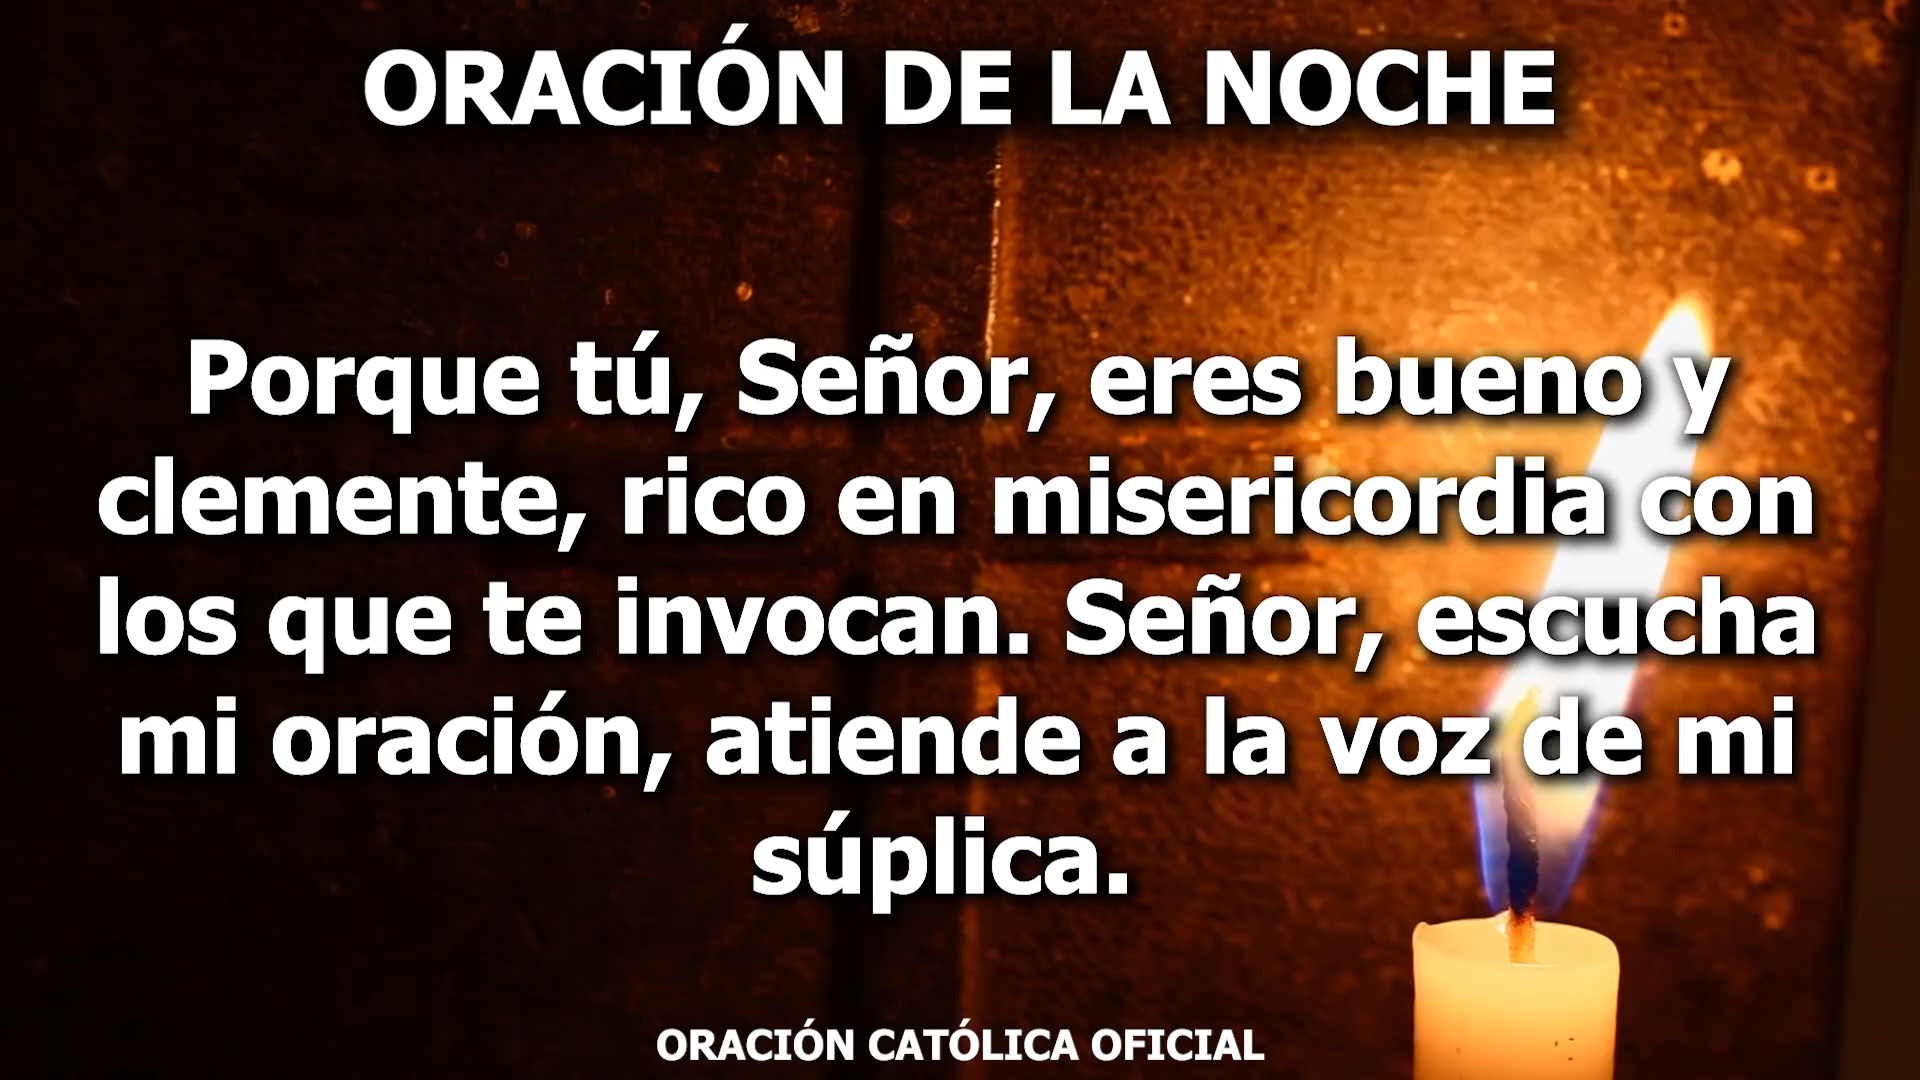 ORACIÓN DE LA NOCHE
Porque tú, Señor, eres bueno y
clemente, rico en misericordia con
los que te invocan. Señor, escucha
mi oración, atiende a la voz de mi
súplica.
ORACIÓN CATÓLICA OFICIAL